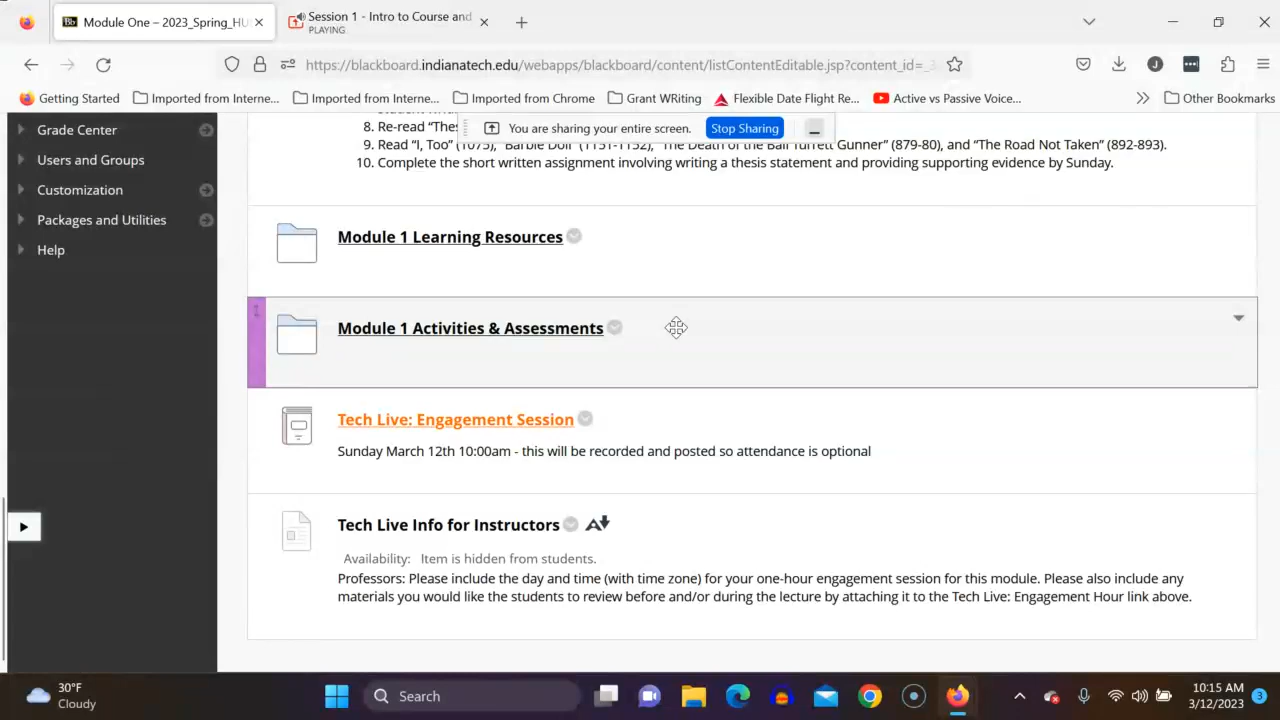 Module One – 2023_Spring_HU
Session 1 - Intro to Course and
PLAYING
https://blackboard.indianatech.edu/webapps/blackboard/content/listContentEditable.jsp?content_id=_
Getting Started
Imported from Interne...
Imported from Interne...
Imported from Chrome
Grant WRiting
Flexible Date Flight Re...
Active vs Passive Voice...
Other Bookmarks
Grade Center
Users and Groups
Customization
Packages and Utilities
Help
8. Re-read “Thes
You are sharing your entire screen.
Stop Sharing
9. Read “I, Too” (1075), “Barbie Doll” (1151-1152), “The Death of the Ball Turrett Gunner” (879-80), and “The Road Not Taken” (892-893).
10. Complete the short written assignment involving writing a thesis statement and providing supporting evidence by Sunday.
Module 1 Learning Resources
Module 1 Activities & Assessments
Tech Live: Engagement Session
Sunday March 12th 10:00am - this will be recorded and posted so attendance is optional
Tech Live Info for Instructors
Availability: Item is hidden from students.
Professors: Please include the day and time (with time zone) for your one-hour engagement session for this module. Please also include any
materials you would like the students to review before and/or during the lecture by attaching it to the Tech Live: Engagement Hour link above.
30°F
Cloudy
Search
10:15 AM
3/12/2023
3